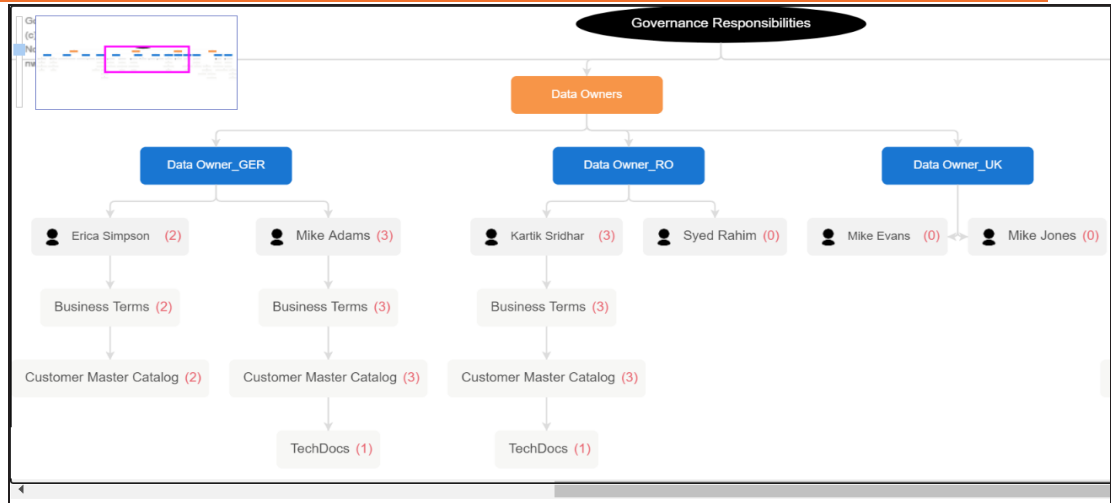 Governance Responsibilities
Data Owners
Data Owner_GER
Data Owner_RO
Data Owner_UK
Erica Simpson (2)
Mike Adams (3)
Kartik Sridhar (3)
Syed Rahim (0)
Mike Evans (0)
Mike Jones (0)
Business Terms (2)
Business Terms (3)
Business Terms (3)
Customer Master Catalog (2)
Customer Master Catalog (3)
Customer Master Catalog (3)
TechDocs (1)
TechDocs (1)